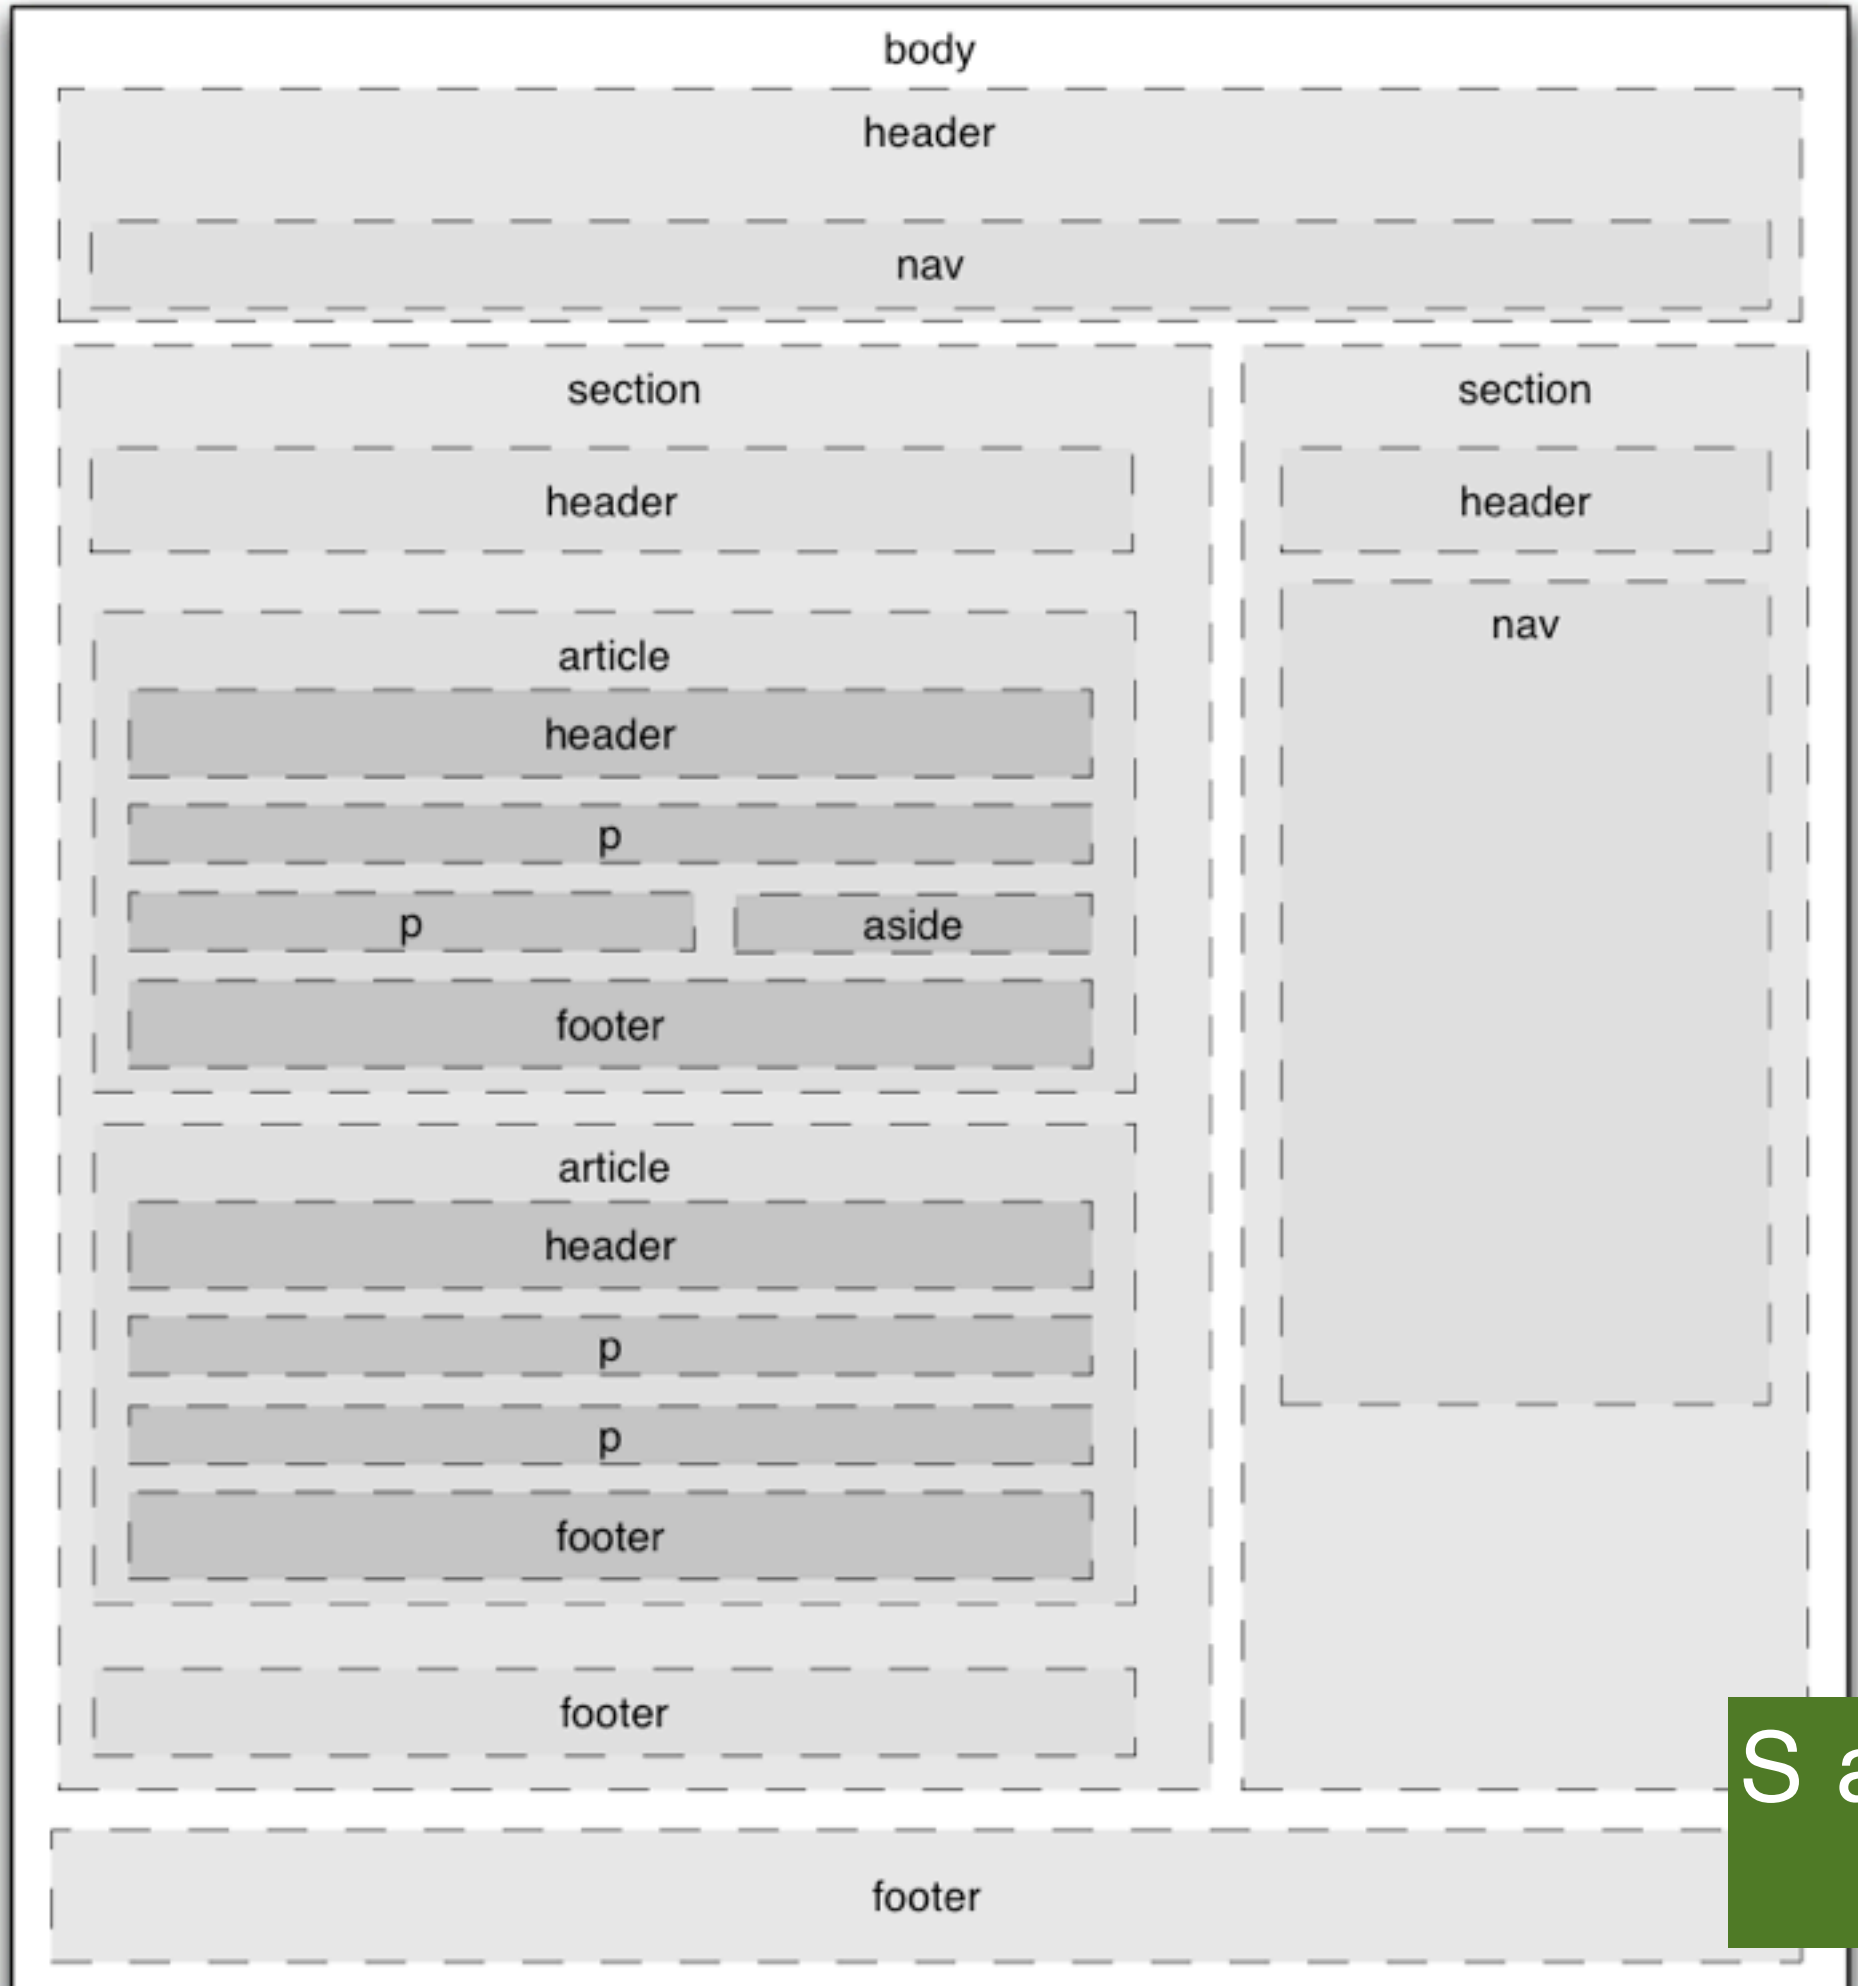 body
header
nav
section
header
article
header
p
p aside
footer
article
header
p
p
footer
footer
section
header
nav
footer